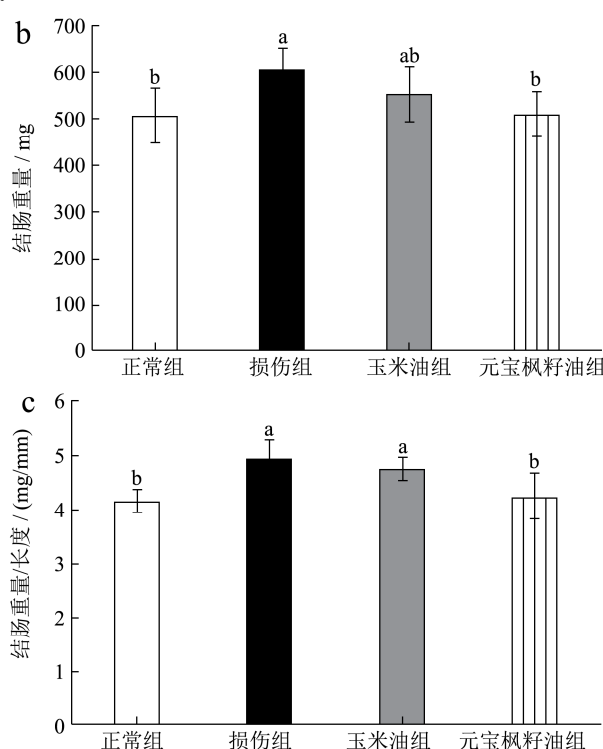 b
700
600
500
400
300
200
100
0
结肠重量 / mg
b
a
ab
b
正常组
损伤组
玉米油组
元宝枫籽油组
c
6
5
4
3
2
1
0
结肠重量/长度 / (mg/mm)
b
a
a
b
正常组
损伤组
玉米油组
元宝枫籽油组